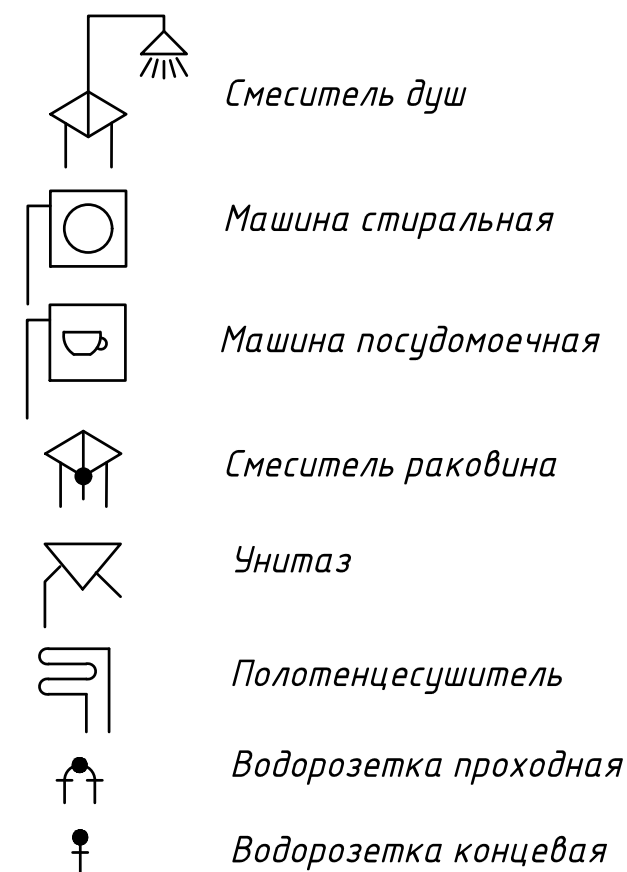 Смеситель душ
Машина стиральная
Машина посудомоечная
Смеситель раковина
Унитаз
Полотенцесушитель
Водорозетка проходная
Водорозетка концевая